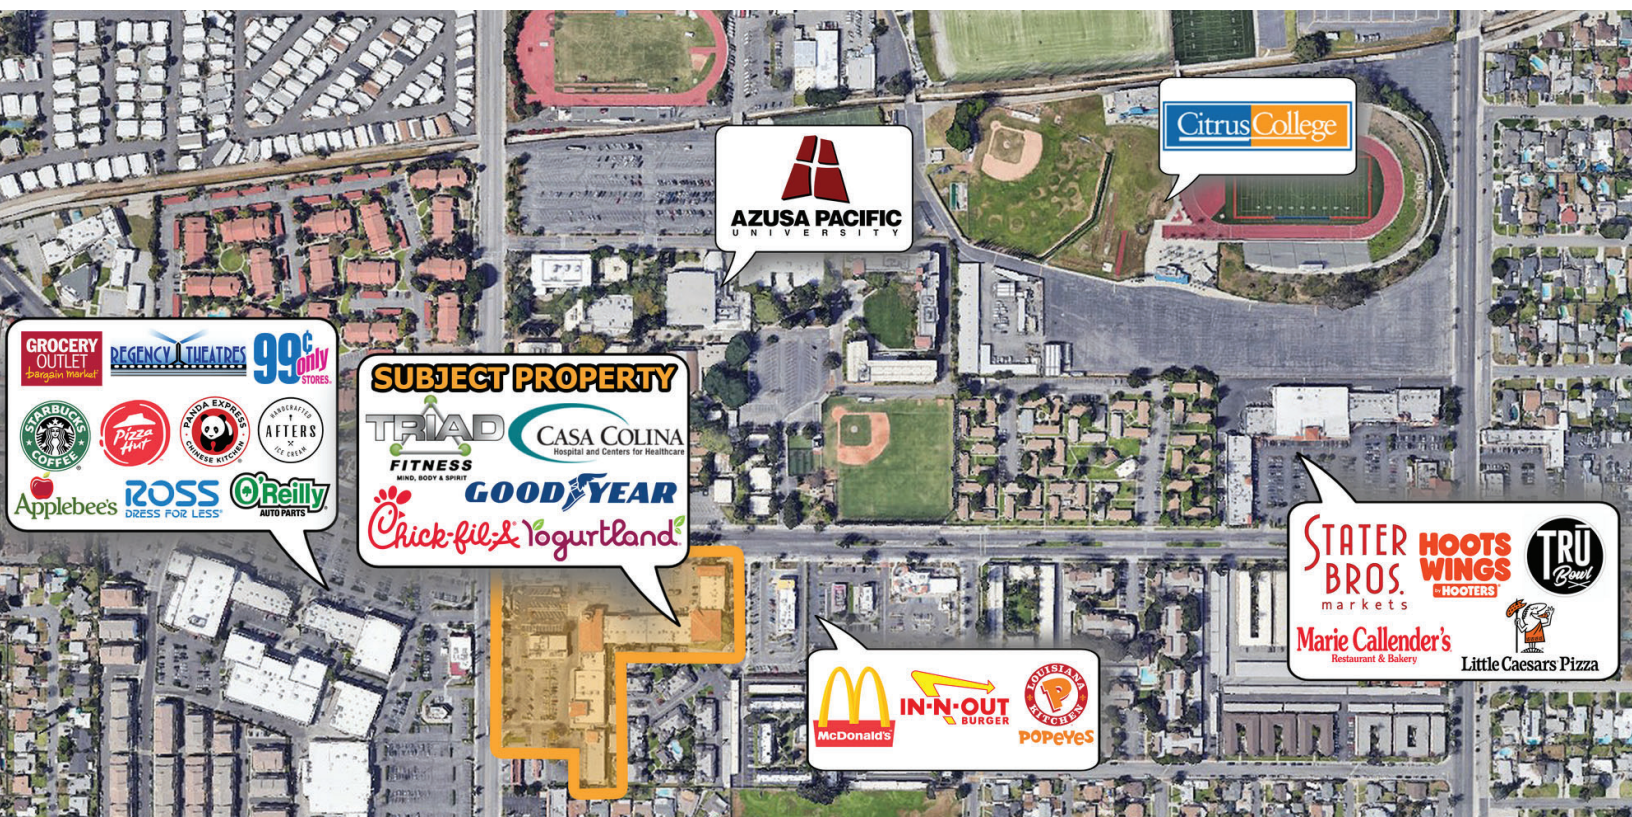 CitrusCollege
AZUSA PACIFIC
UNIVERSITY
GROCERY
OUTLET
bargain market
REGENCY THEATRES
99¢
only
STORES.
STARBUCKS
COFFEE
Pizza
Hut
PANDA EXPRESS
CHINESE KITCHEN
HANDCRAFTED
AFTERS
ICE CREAM
Applebee's
ROSS
DRESS FOR LESS
O'Reilly
AUTO PARTS
SUBJECT PROPERTY
TRIAD
FITNESS
MIND, BODY & SPIRIT
CASA COLINA
Hospital and Centers for Healthcare
GOODYEAR
Chick-fil-A
Yogurtland
McDonald's
IN-N-OUT
BURGER
LOUISIANA
KITCHEN
POPEYES
STATER
BROS.
markets
HOOTS
WINGS
BY HOOTERS
TRŪ
Bowl
Marie Callender's
Restaurant & Bakery
Little Caesars Pizza